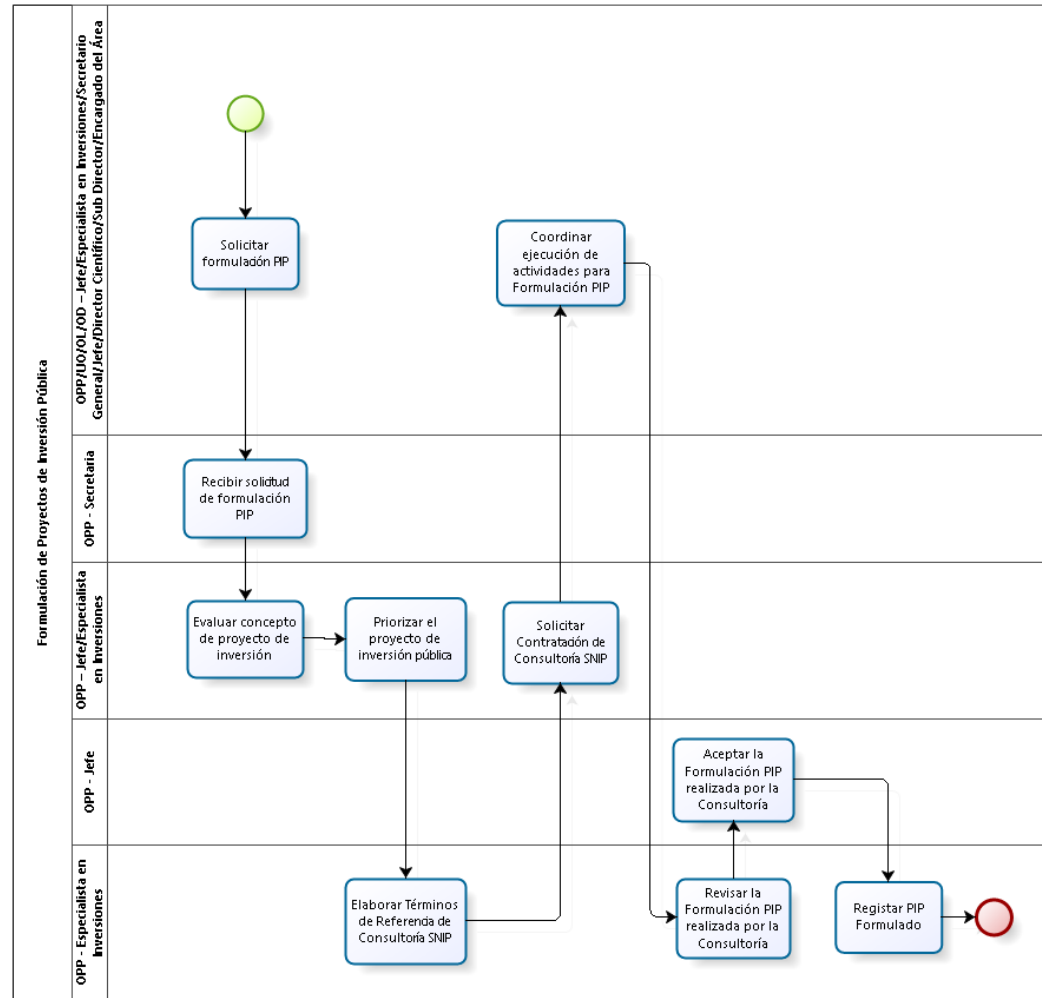 Formulación de Proyectos de Inversión Pública
OPP/UO/OL/OD – Jefe/Especialista en Inversiones/Secretario
General/Jefe/Director Científico/Sub Director/Encargado del Área
Solicitar
formulación PIP
Coordinar
ejecución de
actividades para
Formulación PIP
OPP - Secretaria
Recibir solicitud
de formulación
PIP
OPP – Jefe/Especialista
en Inversiones
Evaluar concepto
de proyecto de
inversión
Priorizar el
proyecto de
inversión pública
Solicitar
Contratación de
Consultoría SNIP
OPP - Jefe
Aceptar la
Formulación PIP
realizada por la
Consultoría
OPP - Especialista en
Inversiones
Elaborar Términos
de Referencia de
Consultoría SNIP
Revisar la
Formulación PIP
realizada por la
Consultoría
Registar PIP
Formulado